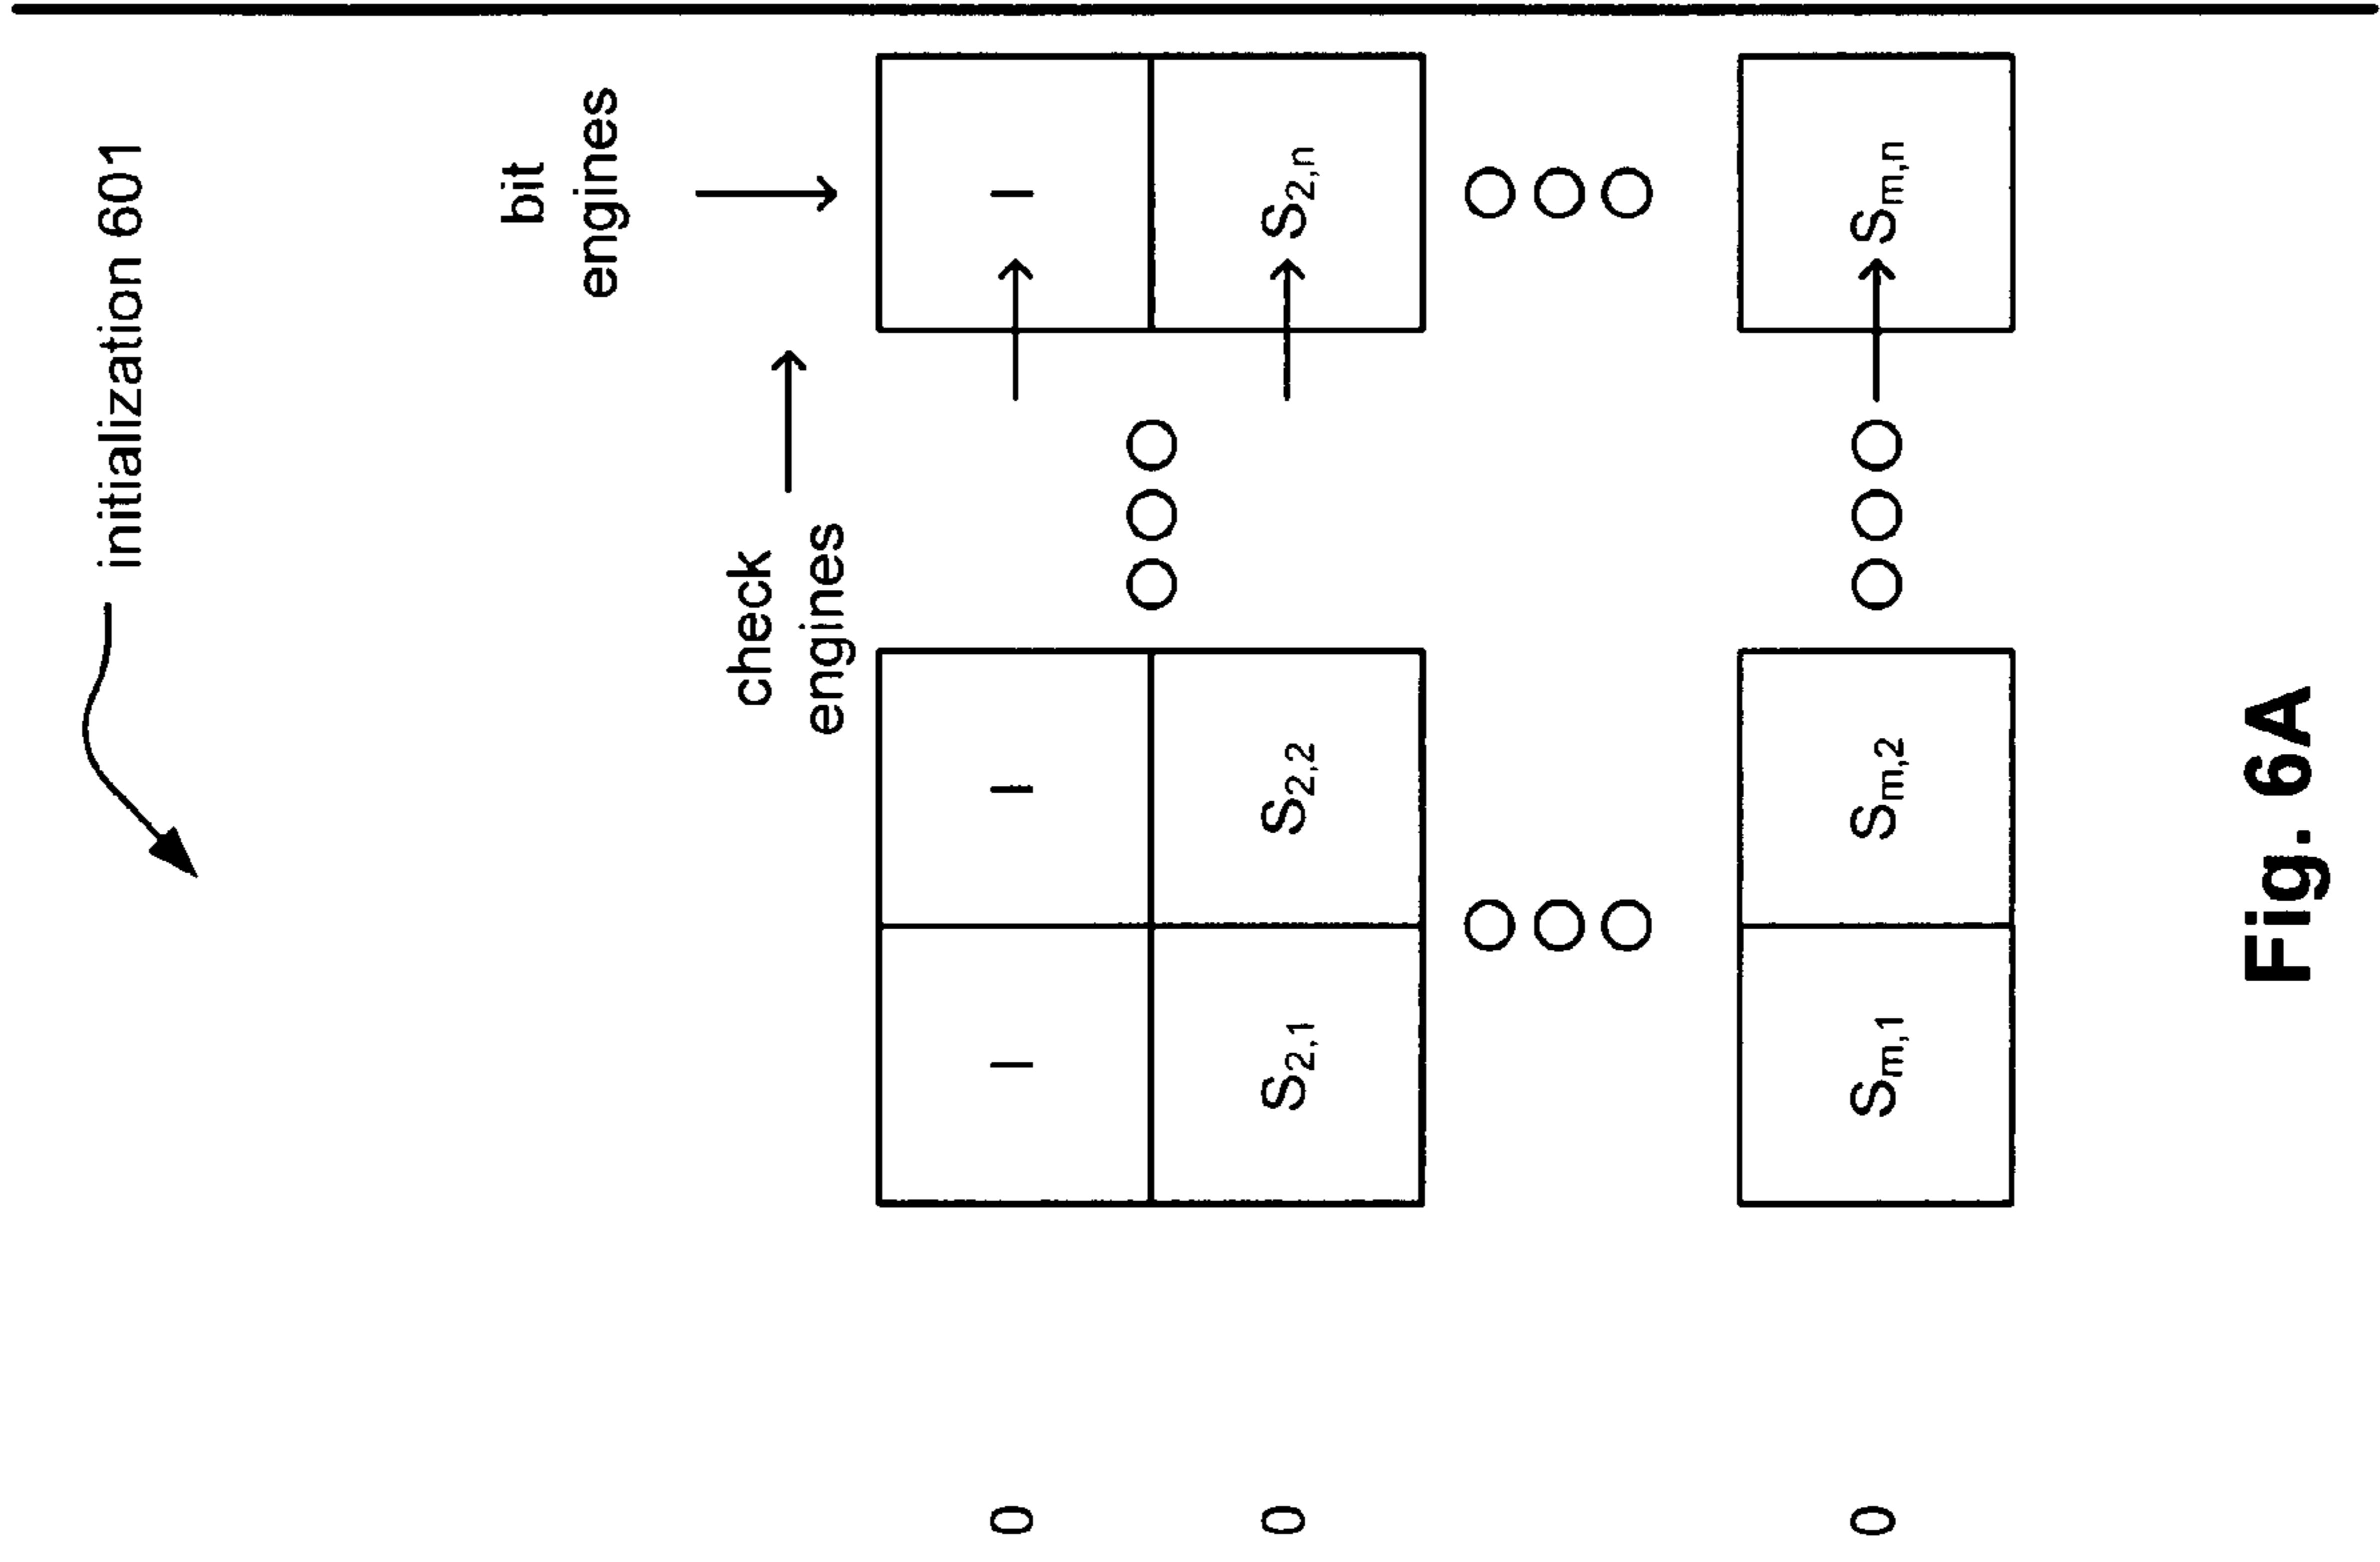 initialization 601
bit
engines
check
engines
0 I I I
0 S2,1 S2,2 S2,n
0 Sm,1 Sm,2 Sm,n
Fig. 6A